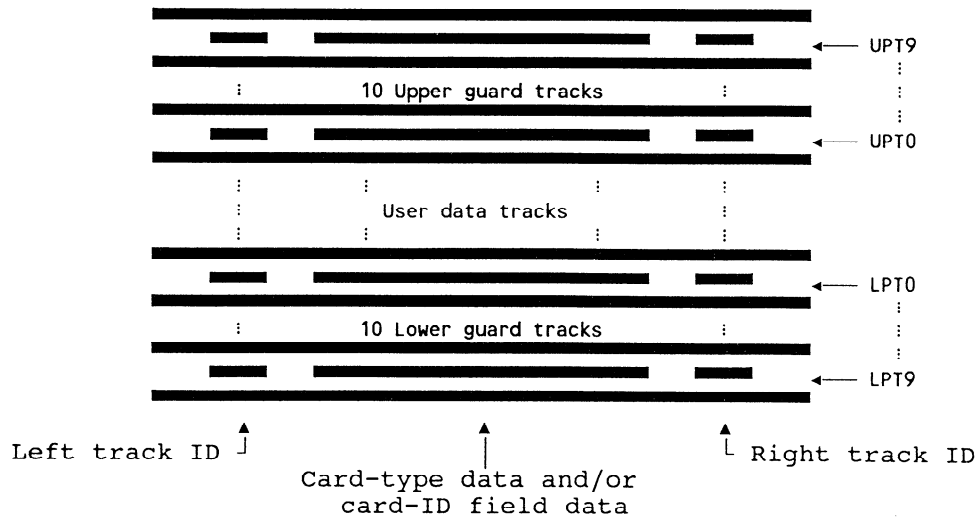 UPT9
10 Upper guard tracks
UPT0
User data tracks
LPT0
10 Lower guard tracks
LPT9
Left track ID
Right track ID
Card-type data and/or
card-ID field data